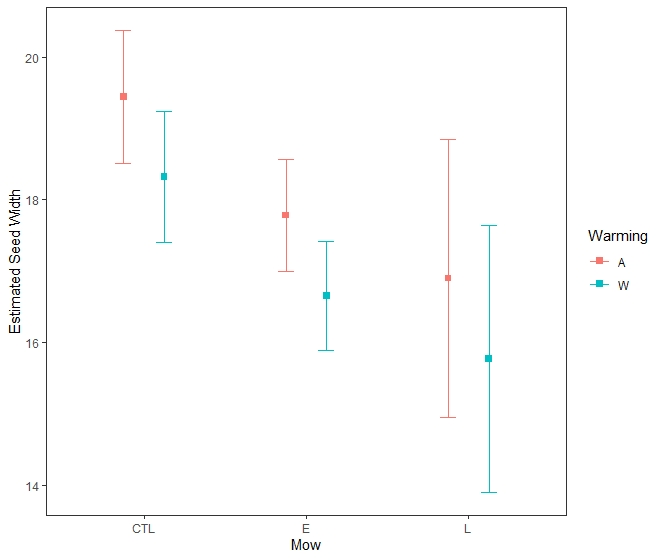 Estimated Seed Width
20
18
16
14
CTL
E
L
Mow
Warming
A
W